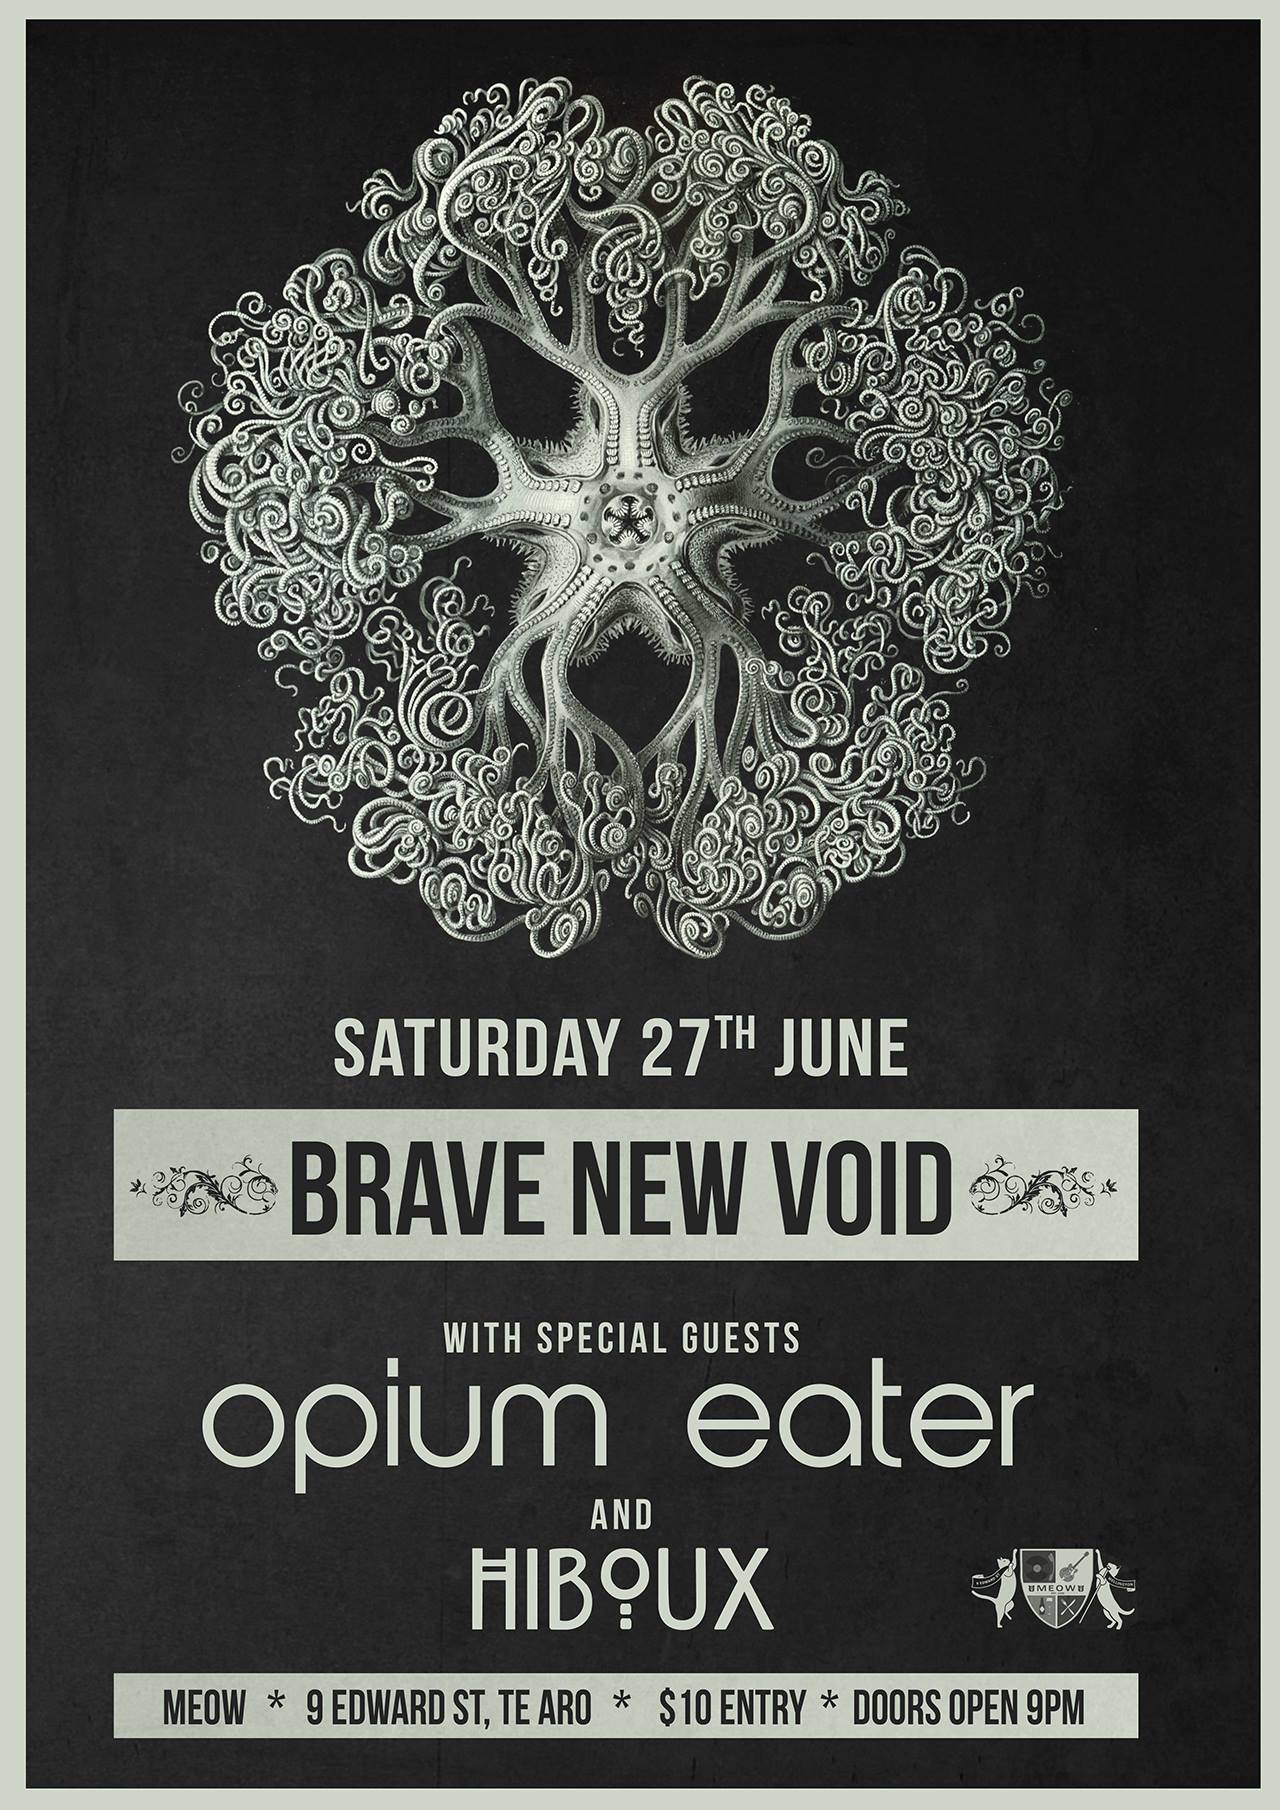 SATURDAY 27TH JUNE
BRAVE NEW VOID
WITH SPECIAL GUESTS
opium eater
AND
HIBOUX
MEOW
MEOW * 9 EDWARD ST, TE ARO * $10 ENTRY * DOORS OPEN 9PM